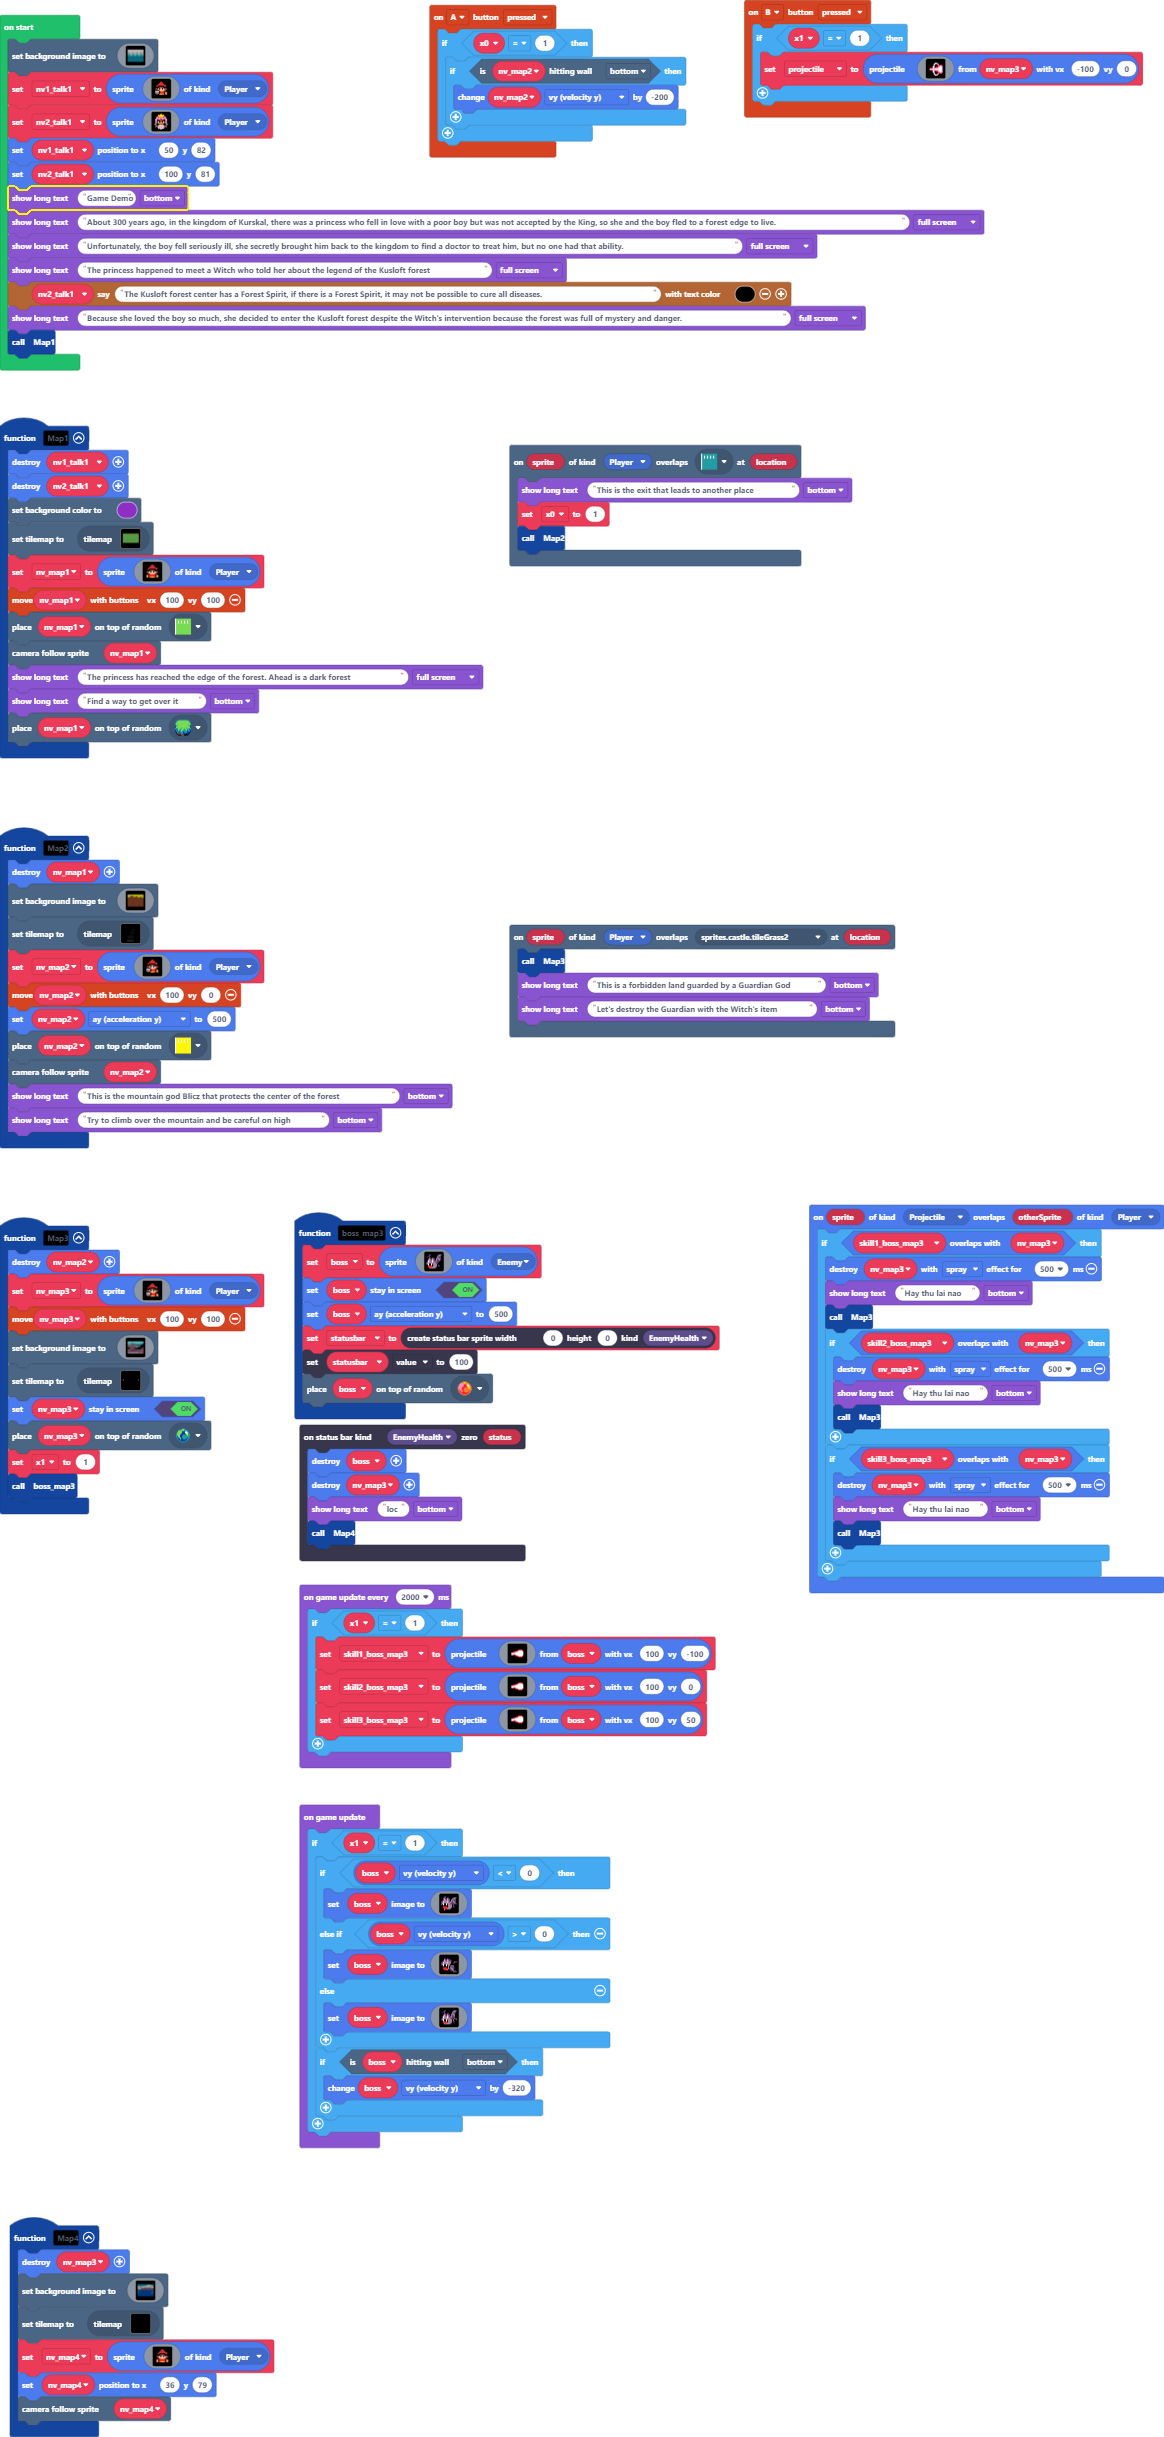 on start
set background image to
set nv1_talk1 to sprite of kind Player
set nv2_talk1 to sprite of kind Player
set nv1_talk1 position to x 50 y 82
set nv2_talk1 position to x 100 y 81
show long text "Game Demo" bottom
show long text "About 300 years ago, in the kingdom of Kurskal, there was a princess who fell in love with a poor boy but was not accepted by the King, so she and the boy fled to a forest edge to live." full screen
show long text "Unfortunately, the boy fell seriously ill, she secretly brought him back to the kingdom to find a doctor to treat him, but no one had that ability." full screen
show long text "The princess happened to meet a Witch who told her about the legend of the Kusloft forest" full screen
nv2_talk1 say "The Kusloft forest center has a Forest Spirit, if there is a Forest Spirit, it may not be possible to cure all diseases." with text color
show long text "Because she loved the boy so much, she decided to enter the Kusloft forest despite the Witch's intervention because the forest was full of mystery and danger." full screen
call Map1
on A button pressed
if x0 = 1 then
if is nv_map2 hitting wall bottom then
change nv_map2 vy (velocity y) by -200
on B button pressed
if x1 = 1 then
set projectile to projectile from nv_map3 with vx -100 vy 0
function Map1
destroy nv1_talk1
destroy nv2_talk1
set background color to
set tilemap to tilemap
set nv_map1 to sprite of kind Player
move nv_map1 with buttons vx 100 vy 100
place nv_map1 on top of random
camera follow sprite nv_map1
show long text "The princess has reached the edge of the forest. Ahead is a dark forest" full screen
show long text "Find a way to get over it" bottom
place nv_map1 on top of random
on sprite of kind Player overlaps at location
show long text "This is the exit that leads to another place" bottom
set x0 to 1
call Map2
function Map2
destroy nv_map1
set background image to
set tilemap to tilemap
set nv_map2 to sprite of kind Player
move nv_map2 with buttons vx 100 vy 0
set nv_map2 ay (acceleration y) to 500
place nv_map2 on top of random
camera follow sprite nv_map2
show long text "This is the mountain god Blicz that protects the center of the forest" bottom
show long text "Try to climb over the mountain and be careful on high" bottom
on sprite of kind Player overlaps sprites.castle.tileGrass2 at location
call Map3
show long text "This is a forbidden land guarded by a Guardian God" bottom
show long text "Let's destroy the Guardian with the Witch's item" bottom
function Map3
destroy nv_map2
set nv_map3 to sprite of kind Player
move nv_map3 with buttons vx 100 vy 100
set background image to
set tilemap to tilemap
set nv_map3 stay in screen ON
place nv_map3 on top of random
set x1 to 1
call boss_map3
function boss_map3
set boss to sprite of kind Enemy
set boss stay in screen ON
set boss ay (acceleration y) to 500
set statusbar to create status bar sprite width 0 height 0 kind EnemyHealth
set statusbar value to 100
place boss on top of random
on status bar kind EnemyHealth zero status
destroy boss
destroy nv_map3
show long text "loc" bottom
call Map4
on game update every 2000 ms
if x1 = 1 then
set skill1_boss_map3 to projectile from boss with vx 100 vy -100
set skill2_boss_map3 to projectile from boss with vx 100 vy 0
set skill3_boss_map3 to projectile from boss with vx 100 vy 50
on game update
if x1 = 1 then
if boss vy (velocity y) < 0 then
set boss image to
else if boss vy (velocity y) > 0 then
set boss image to
else
set boss image to
if is boss hitting wall bottom then
change boss vy (velocity y) by -320
on sprite of kind Projectile overlaps otherSprite of kind Player
if skill1_boss_map3 overlaps with nv_map3 then
destroy nv_map3 with spray effect for 500 ms
show long text "Hay thu lai nao" bottom
call Map3
if skill2_boss_map3 overlaps with nv_map3 then
destroy nv_map3 with spray effect for 500 ms
show long text "Hay thu lai nao" bottom
call Map3
if skill3_boss_map3 overlaps with nv_map3 then
destroy nv_map3 with spray effect for 500 ms
show long text "Hay thu lai nao" bottom
call Map3
function Map4
destroy nv_map3
set background image to
set tilemap to tilemap
set nv_map4 to sprite of kind Player
set nv_map4 position to x 36 y 79
camera follow sprite nv_map4